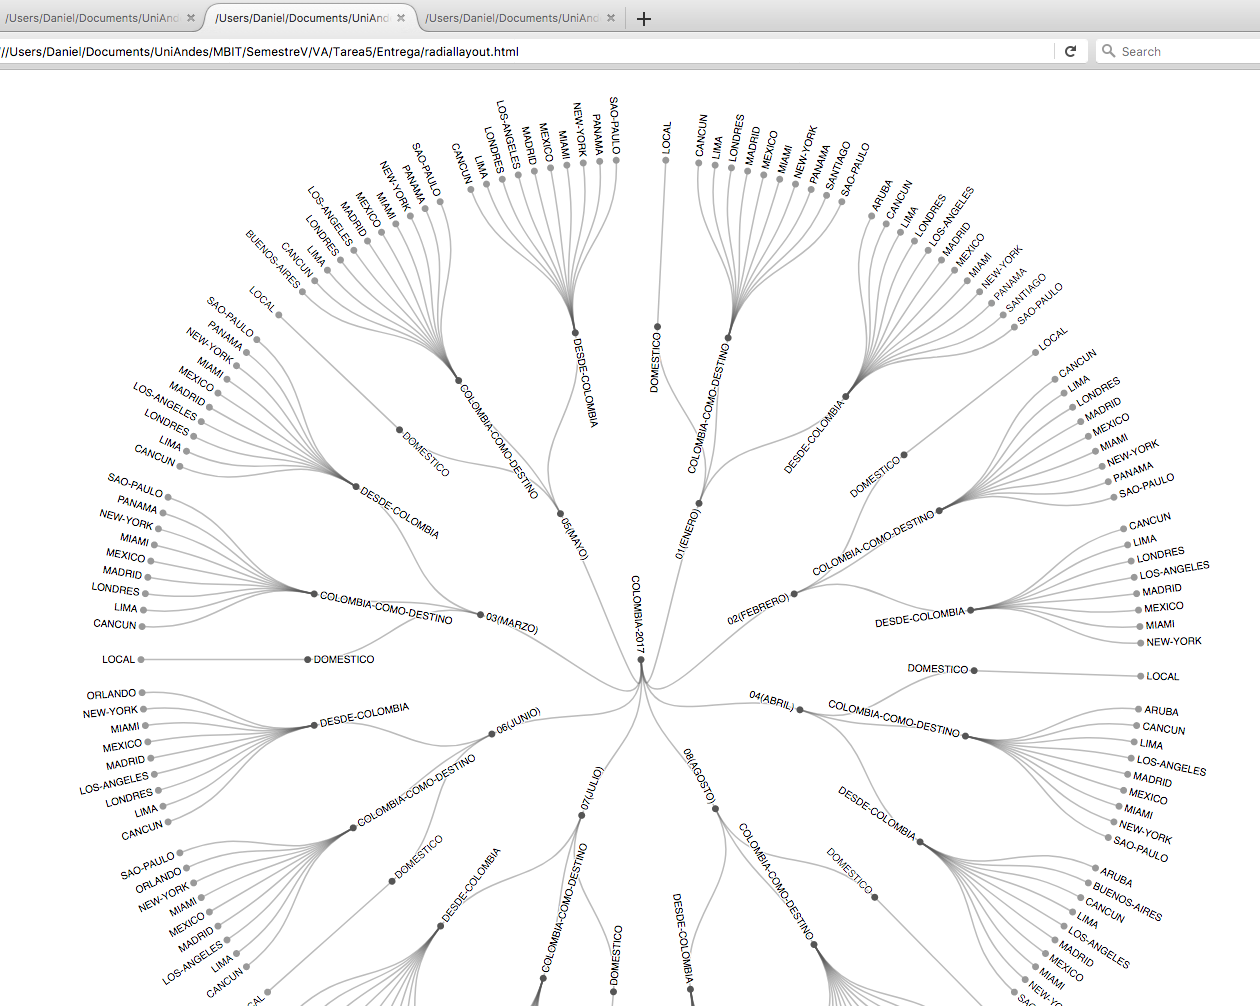 /Users/Daniel/Documents/UniAnd
/Users/Daniel/Documents/UniAnd
/Users/Daniel/Documents/UniAnd
//Users/Daniel/Documents/UniAndes/MBIT/SemestreV/VA/Tarea5/Entrega/radiallayout.html
Search
COLOMBIA-2017
01(ENERO)
DOMESTICO
LOCAL
COLOMBIA-COMO-DESTINO
CANCUN
LIMA
LONDRES
MADRID
MEXICO
MIAMI
NEW-YORK
PANAMA
SANTIAGO
SAO-PAULO
DESDE-COLOMBIA
ARUBA
CANCUN
LIMA
LONDRES
LOS-ANGELES
MADRID
MEXICO
MIAMI
NEW-YORK
PANAMA
SANTIAGO
SAO-PAULO
02(FEBRERO)
DOMESTICO
LOCAL
COLOMBIA-COMO-DESTINO
CANCUN
LIMA
LONDRES
MADRID
MEXICO
MIAMI
NEW-YORK
PANAMA
SAO-PAULO
DESDE-COLOMBIA
CANCUN
LIMA
LONDRES
LOS-ANGELES
MADRID
MEXICO
MIAMI
NEW-YORK
04(ABRIL)
DOMESTICO
LOCAL
COLOMBIA-COMO-DESTINO
ARUBA
CANCUN
LIMA
LOS-ANGELES
MADRID
MEXICO
MIAMI
NEW-YORK
SAO-PAULO
DESDE-COLOMBIA
ARUBA
BUENOS-AIRES
CANCUN
LIMA
LOS-ANGELES
MADRID
MEXICO
MIAMI
08(AGOSTO)
DOMESTICO
COLOMBIA-COMO-DESTINO
DESDE-COLOMBIA
07(JULIO)
DOMESTICO
COLOMBIA-COMO-DESTINO
DESDE-COLOMBIA
06(JUNIO)
DOMESTICO
COLOMBIA-COMO-DESTINO
CANCUN
LIMA
LOS-ANGELES
MADRID
MEXICO
MIAMI
NEW-YORK
ORLANDO
SAO-PAULO
DESDE-COLOMBIA
CANCUN
LIMA
LONDRES
LOS-ANGELES
MADRID
MEXICO
MIAMI
NEW-YORK
ORLANDO
03(MARZO)
DOMESTICO
LOCAL
COLOMBIA-COMO-DESTINO
CANCUN
LIMA
LONDRES
MADRID
MEXICO
MIAMI
NEW-YORK
PANAMA
SAO-PAULO
DESDE-COLOMBIA
CANCUN
LIMA
LONDRES
LOS-ANGELES
MADRID
MEXICO
MIAMI
NEW-YORK
PANAMA
SAO-PAULO
05(MAYO)
DOMESTICO
LOCAL
COLOMBIA-COMO-DESTINO
BUENOS-AIRES
CANCUN
LIMA
LONDRES
LOS-ANGELES
MADRID
MEXICO
MIAMI
NEW-YORK
PANAMA
SAO-PAULO
DESDE-COLOMBIA
CANCUN
LIMA
LONDRES
LOS-ANGELES
MADRID
MEXICO
MIAMI
NEW-YORK
PANAMA
SAO-PAULO